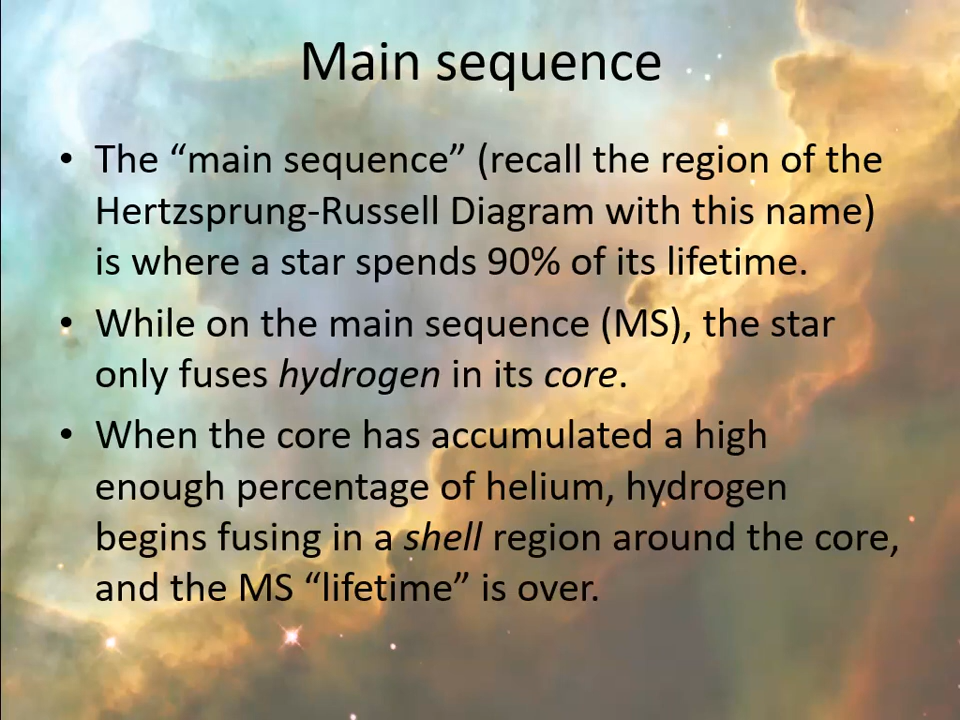 Main sequence
• The “main sequence” (recall the region of the
Hertzsprung-Russell Diagram with this name)
is where a star spends 90% of its lifetime.
• While on the main sequence (MS), the star
only fuses hydrogen in its core.
• When the core has accumulated a high
enough percentage of helium, hydrogen
begins fusing in a shell region around the core,
and the MS “lifetime” is over.